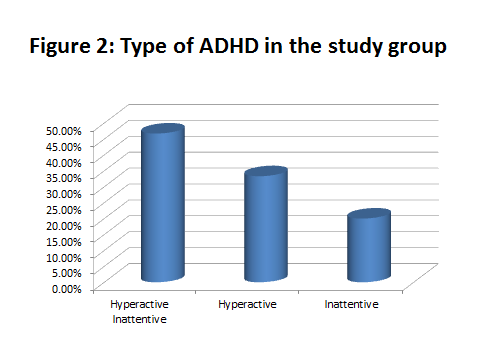 Figure 2: Type of ADHD in the study group
50.00%
45.00%
40.00%
35.00%
30.00%
25.00%
20.00%
15.00%
10.00%
5.00%
0.00%
Hyperactive
Inattentive
Hyperactive
Inattentive